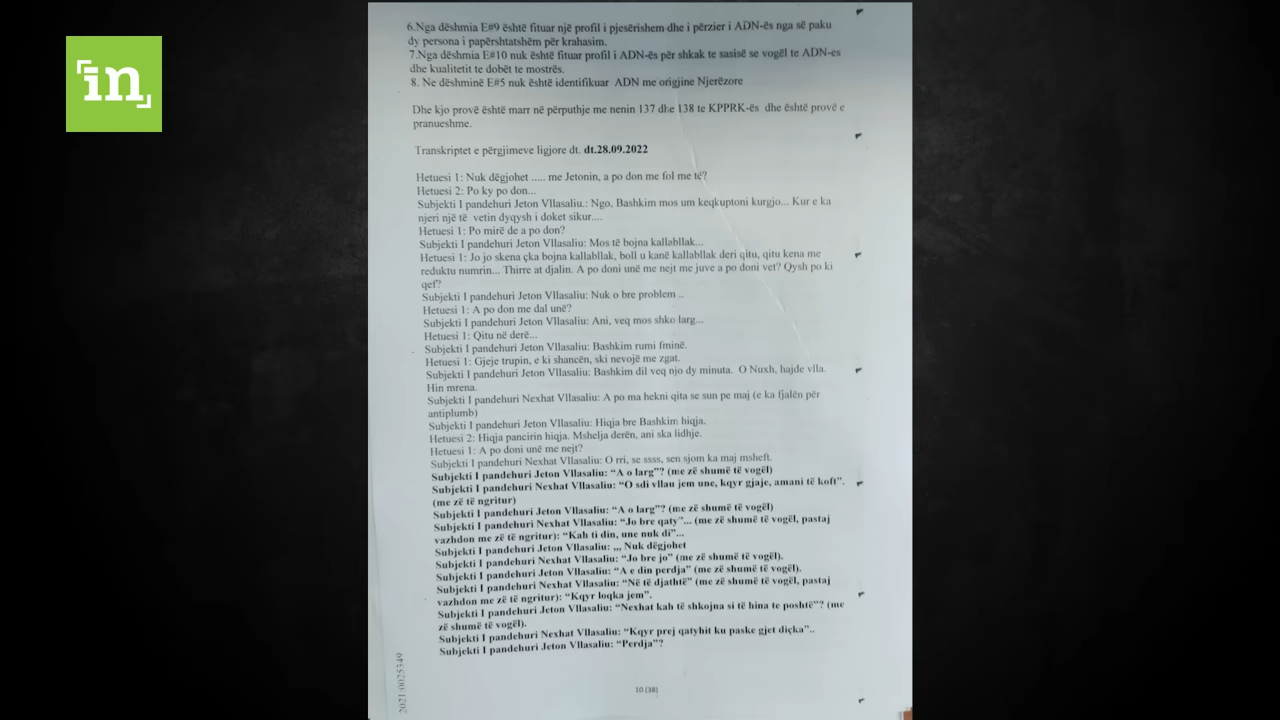 in
6.Nga dëshmia E#9 është fituar një profil i pjesërishem dhe i përzier i ADN-ës nga së paku
dy persona i papërshtatshëm për krahasim.
7.Nga dëshmia E#10 nuk është fituar profil i ADN-ës për shkak te sasisë se vogël te ADN-es
dhe kualitetit te dobët te mostrës.
8. Ne dëshminë E#5 nuk është identifikuar ADN me origjine Njerëzore
Dhe kjo provë është marr në përputhje me nenin 137 dhe 138 te KPPRK-ës dhe është provë e
pranueshme.
Transkriptet e përgjimeve ligjore dt. dt.28.09.2022
Hetuesi 1: Nuk dëgjohet ..... me Jetonin, a po don me fol me të?
Hetuesi 2: Po ky po don...
Subjekti I pandehuri Jeton Vllasaliu.: Ngo, Bashkim mos um keqkuptoni kurgjo... Kur e ka
njeri një të vetin dyqysh i doket sikur....
Hetuesi 1: Po mirë de a po don?
Subjekti I pandehuri Jeton Vllasaliu: Mos të bojna kallabllak...
Hetuesi 1: Jo jo skena çka bojna kallabllak, boll u kanë kallabllak deri qitu, qitu kena me
reduktu numrin... Thirre at djalin. A po doni unë me nejt me juve a po doni vet? Qysh po ki
qef?
Subjekti I pandehuri Jeton Vllasaliu: Nuk o bre problem ..
Hetuesi 1: A po don me dal unë?
Subjekti I pandehuri Jeton Vllasaliu: Ani, veq mos shko larg...
Hetuesi 1: Qitu në derë...
Subjekti I pandehuri Jeton Vllasaliu: Bashkim rumi fminë.
Hetuesi 1: Gjeje trupin, e ki shancën, ski nevojë me zgat.
Subjekti I pandehuri Jeton Vllasaliu: Bashkim dil veq njo dy minuta. O Nuxh, hajde vlla.
Hin mrena.
Subjekti I pandehuri Nexhat Vllasaliu: A po ma hekni qita se sun pe maj (e ka fjalën për
antiplumb)
Subjekti I pandehuri Jeton Vllasaliu: Hiqja bre Bashkim hiqja.
Hetuesi 2: Hiqja pancirin hiqja. Mshelja derën, ani ska lidhje.
Hetuesi 1: A po doni unë me nejt?
Subjekti I pandehuri Nexhat Vllasaliu: O rri, se ssss, sen sjom ka maj msheft.
Subjekti I pandehuri Jeton Vllasaliu: “A o larg”? (me zë shumë të vogël)
Subjekti I pandehuri Nexhat Vllasaliu: “O sdi vllau jem une, kqyr gjaje, amani të koft”.
(me zë të ngritur)
Subjekti I pandehuri Jeton Vllasaliu: “A o larg”? (me zë shumë të vogël)
Subjekti I pandehuri Nexhat Vllasaliu: “Jo bre qaty”... (me zë shumë të vogël, pastaj
vazhdon me zë të ngritur): “Kah ti din, une nuk di”...
Subjekti I pandehuri Jeton Vllasaliu: ... Nuk dëgjohet
Subjekti I pandehuri Nexhat Vllasaliu: “Jo bre jo” (me zë shumë të vogël).
Subjekti I pandehuri Jeton Vllasaliu: “A e din perdja” (me zë shumë të vogël).
Subjekti I pandehuri Nexhat Vllasaliu: “Në të djathtë” (me zë shumë të vogël, pastaj
vazhdon me zë të ngritur): “Kqyr loqka jem”.
Subjekti I pandehuri Jeton Vllasaliu: “Nexhat kah të shkojna si të hina te poshtë”? (me
zë shumë të vogël).
Subjekti I pandehuri Nexhat Vllasaliu: “Kqyr prej qatyhit ku paske gjet diçka”..
Subjekti I pandehuri Jeton Vllasaliu: “Perdja”?
10 (38)
2021:0025349